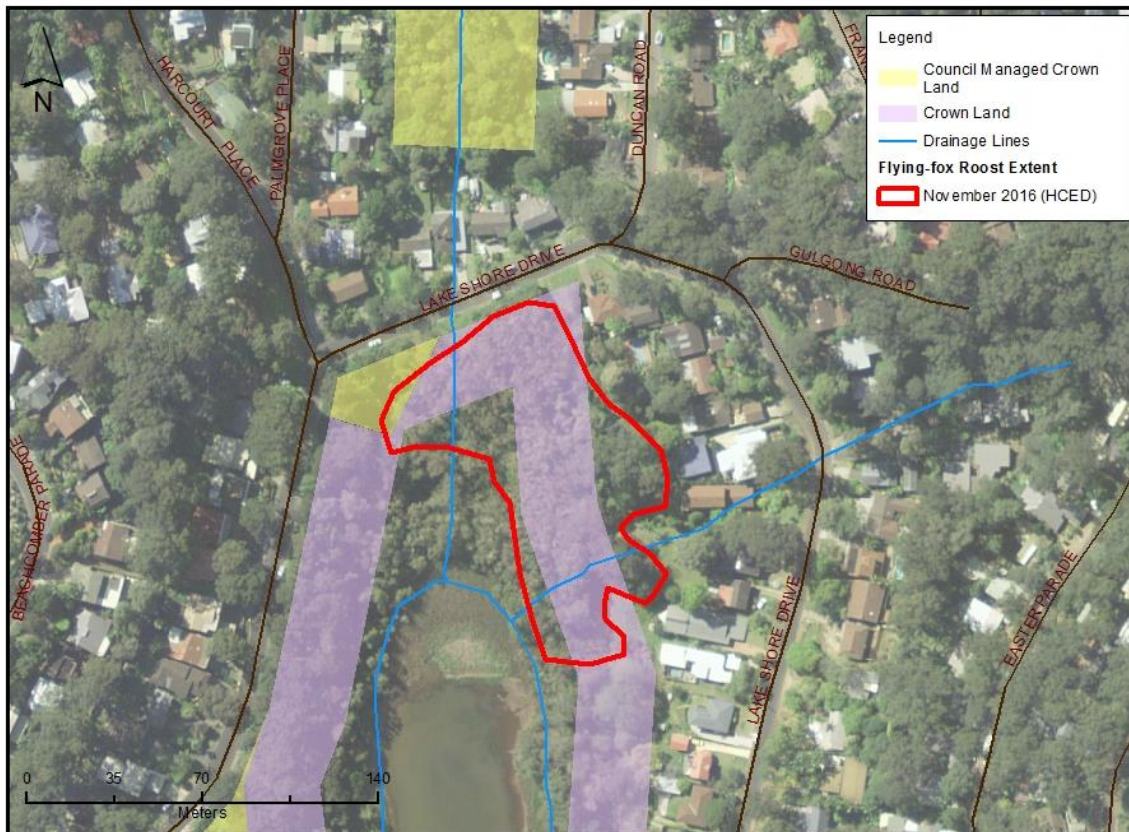 N
HARCOURT PLACE
PALMGROVE PLACE
DUNCAN ROAD
FRAN
Legend
Council Managed Crown
Land
Crown Land
Drainage Lines
Flying-fox Roost Extent
November 2016 (HCED)
LAKE SHORE DRIVE
GULGONG ROAD
BEACHCOMBER PARADE
LAKE SHORE DRIVE
EASTER PARADE
0 35 70 140
Meters